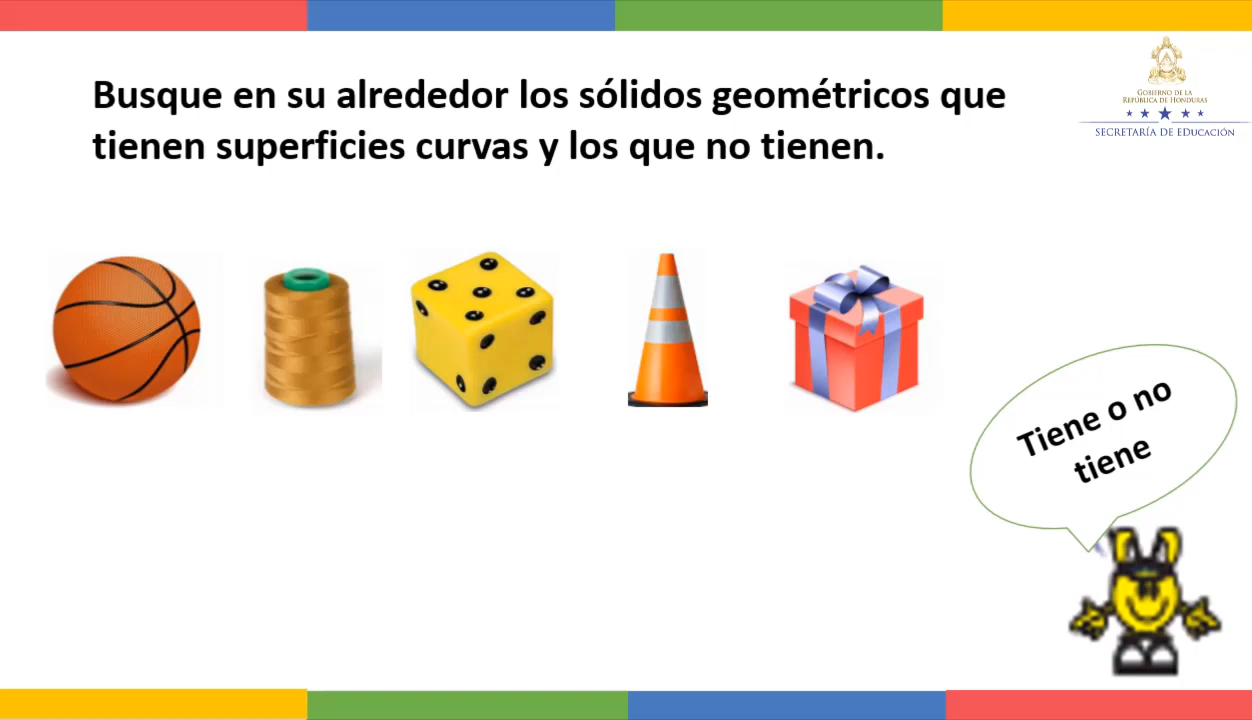 Busque en su alrededor los sólidos geométricos que
tienen superficies curvas y los que no tienen.
GOBIERNO DE LA
REPÚBLICA DE HONDURAS
SECRETARÍA DE EDUCACIÓN
Tiene o no
tiene